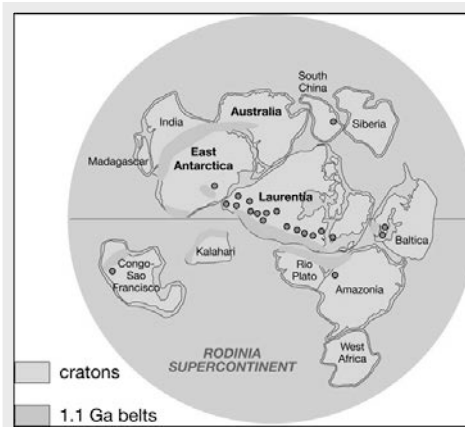 South
China
India
Australia
Siberia
East
Antarctica
Madagascar
Laurentia
Baltica
Kalahari
Congo-
Sao
Francisco
Rio
Plato
Amazonia
West
Africa
RODINIA
SUPERCONTINENT
cratons
1.1 Ga belts